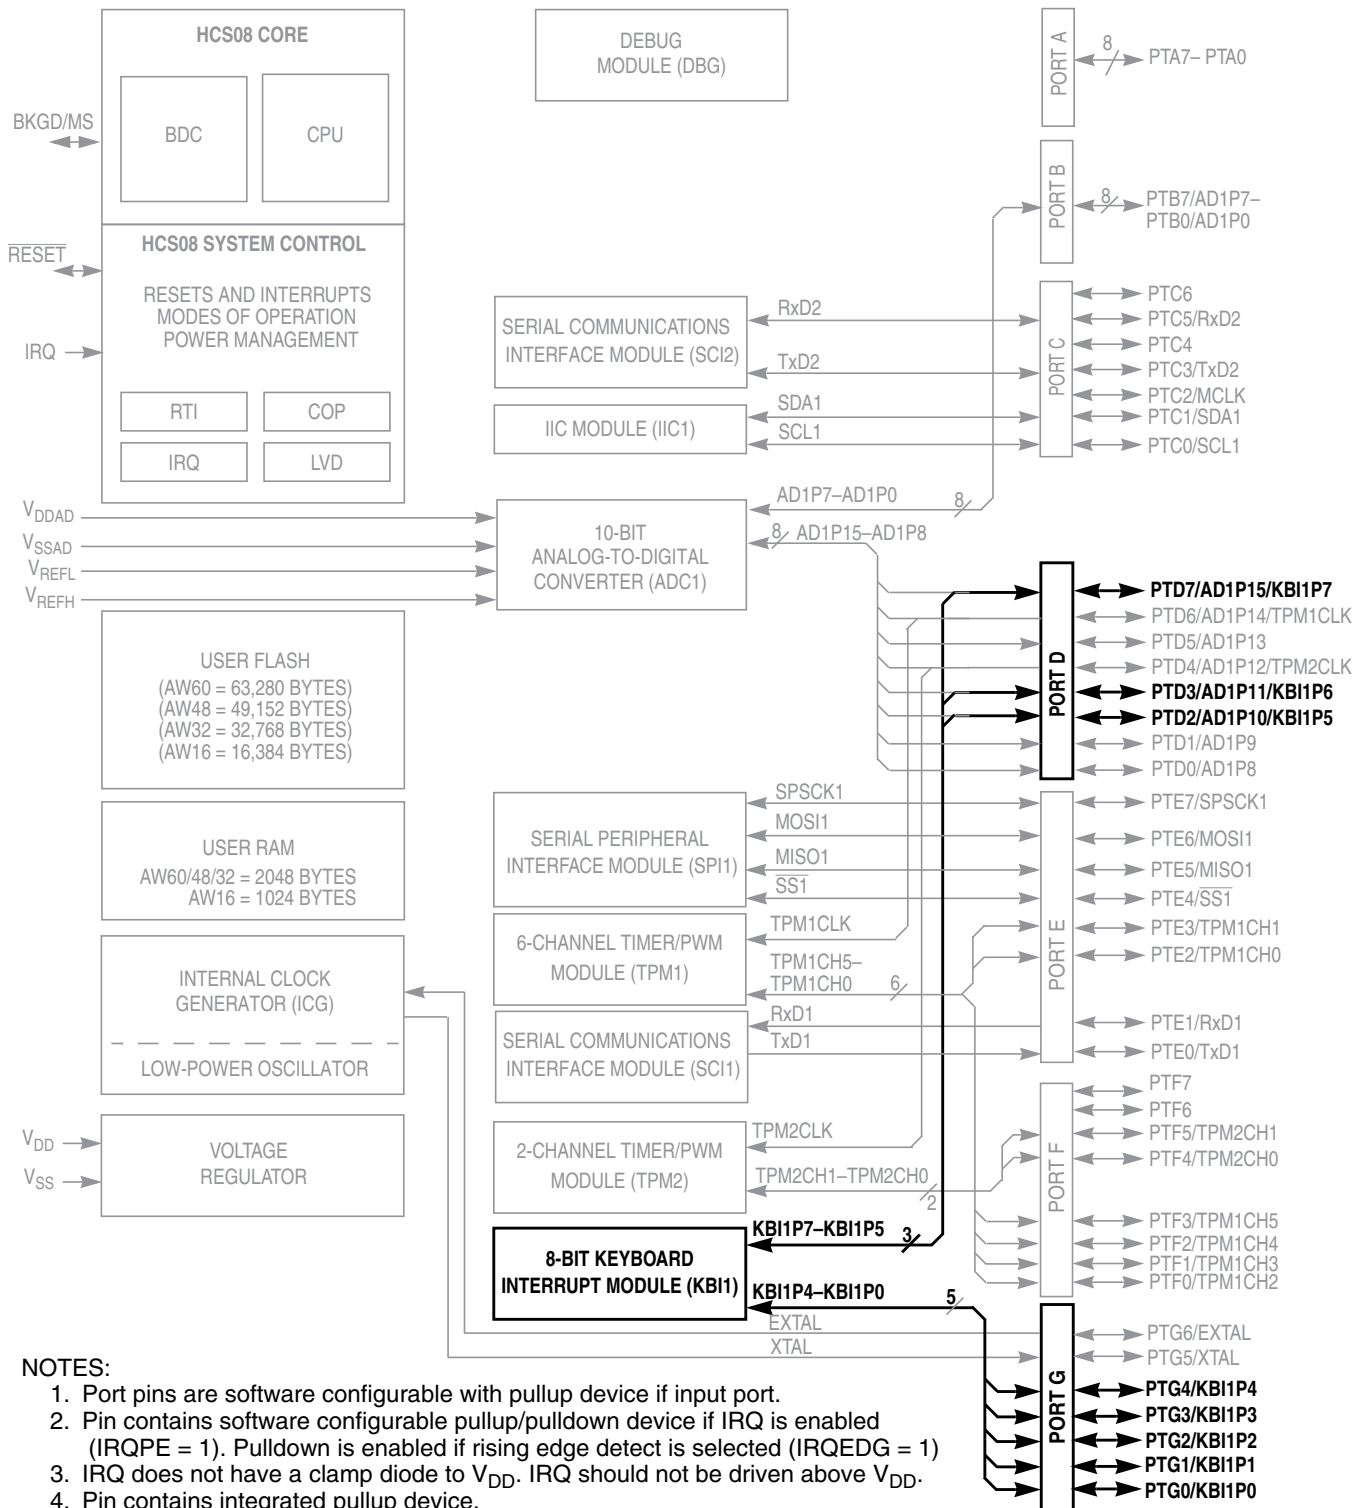 HCS08 CORE
BDC
CPU
BKGD/MS
HCS08 SYSTEM CONTROL
RESET
RESETS AND INTERRUPTS
MODES OF OPERATION
POWER MANAGEMENT
IRQ
RTI
COP
IRQ
LVD
VDDAD
VSSAD
VREFL
VREFH
USER FLASH
(AW60 = 63,280 BYTES)
(AW48 = 49,152 BYTES)
(AW32 = 32,768 BYTES)
(AW16 = 16,384 BYTES)
USER RAM
AW60/48/32 = 2048 BYTES
AW16 = 1024 BYTES
INTERNAL CLOCK
GENERATOR (ICG)
LOW-POWER OSCILLATOR
VDD
VSS
VOLTAGE
REGULATOR
DEBUG
MODULE (DBG)
SERIAL COMMUNICATIONS
INTERFACE MODULE (SCI2)
RxD2
TxD2
IIC MODULE (IIC1)
SDA1
SCL1
10-BIT
ANALOG-TO-DIGITAL
CONVERTER (ADC1)
AD1P7–AD1P0
8
8
AD1P15–AD1P8
SERIAL PERIPHERAL
INTERFACE MODULE (SPI1)
SPSCK1
MOSI1
MISO1
SS1
6-CHANNEL TIMER/PWM
MODULE (TPM1)
TPM1CLK
TPM1CH5–
TPM1CH0
6
SERIAL COMMUNICATIONS
INTERFACE MODULE (SCI1)
RxD1
TxD1
2-CHANNEL TIMER/PWM
MODULE (TPM2)
TPM2CLK
TPM2CH1–TPM2CH0
2
8-BIT KEYBOARD
INTERRUPT MODULE (KBI1)
KBI1P7–KBI1P5
3
KBI1P4–KBI1P0
5
EXTAL
XTAL
PORT A
8
PTA7– PTA0
PORT B
8
PTB7/AD1P7–
PTB0/AD1P0
PORT C
PTC6
PTC5/RxD2
PTC4
PTC3/TxD2
PTC2/MCLK
PTC1/SDA1
PTC0/SCL1
PORT D
PTD7/AD1P15/KBI1P7
PTD6/AD1P14/TPM1CLK
PTD5/AD1P13
PTD4/AD1P12/TPM2CLK
PTD3/AD1P11/KBI1P6
PTD2/AD1P10/KBI1P5
PTD1/AD1P9
PTD0/AD1P8
PORT E
PTE7/SPSCK1
PTE6/MOSI1
PTE5/MISO1
PTE4/SS1
PTE3/TPM1CH1
PTE2/TPM1CH0
PTE1/RxD1
PTE0/TxD1
PORT F
PTF7
PTF6
PTF5/TPM2CH1
PTF4/TPM2CH0
PTF3/TPM1CH5
PTF2/TPM1CH4
PTF1/TPM1CH3
PTF0/TPM1CH2
PORT G
PTG6/EXTAL
PTG5/XTAL
PTG4/KBI1P4
PTG3/KBI1P3
PTG2/KBI1P2
PTG1/KBI1P1
PTG0/KBI1P0
NOTES:
1. Port pins are software configurable with pullup device if input port.
2. Pin contains software configurable pullup/pulldown device if IRQ is enabled
(IRQPE = 1). Pulldown is enabled if rising edge detect is selected (IRQEDG = 1)
3. IRQ does not have a clamp diode to VDD. IRQ should not be driven above VDD.
4. Pin contains integrated pullup device.